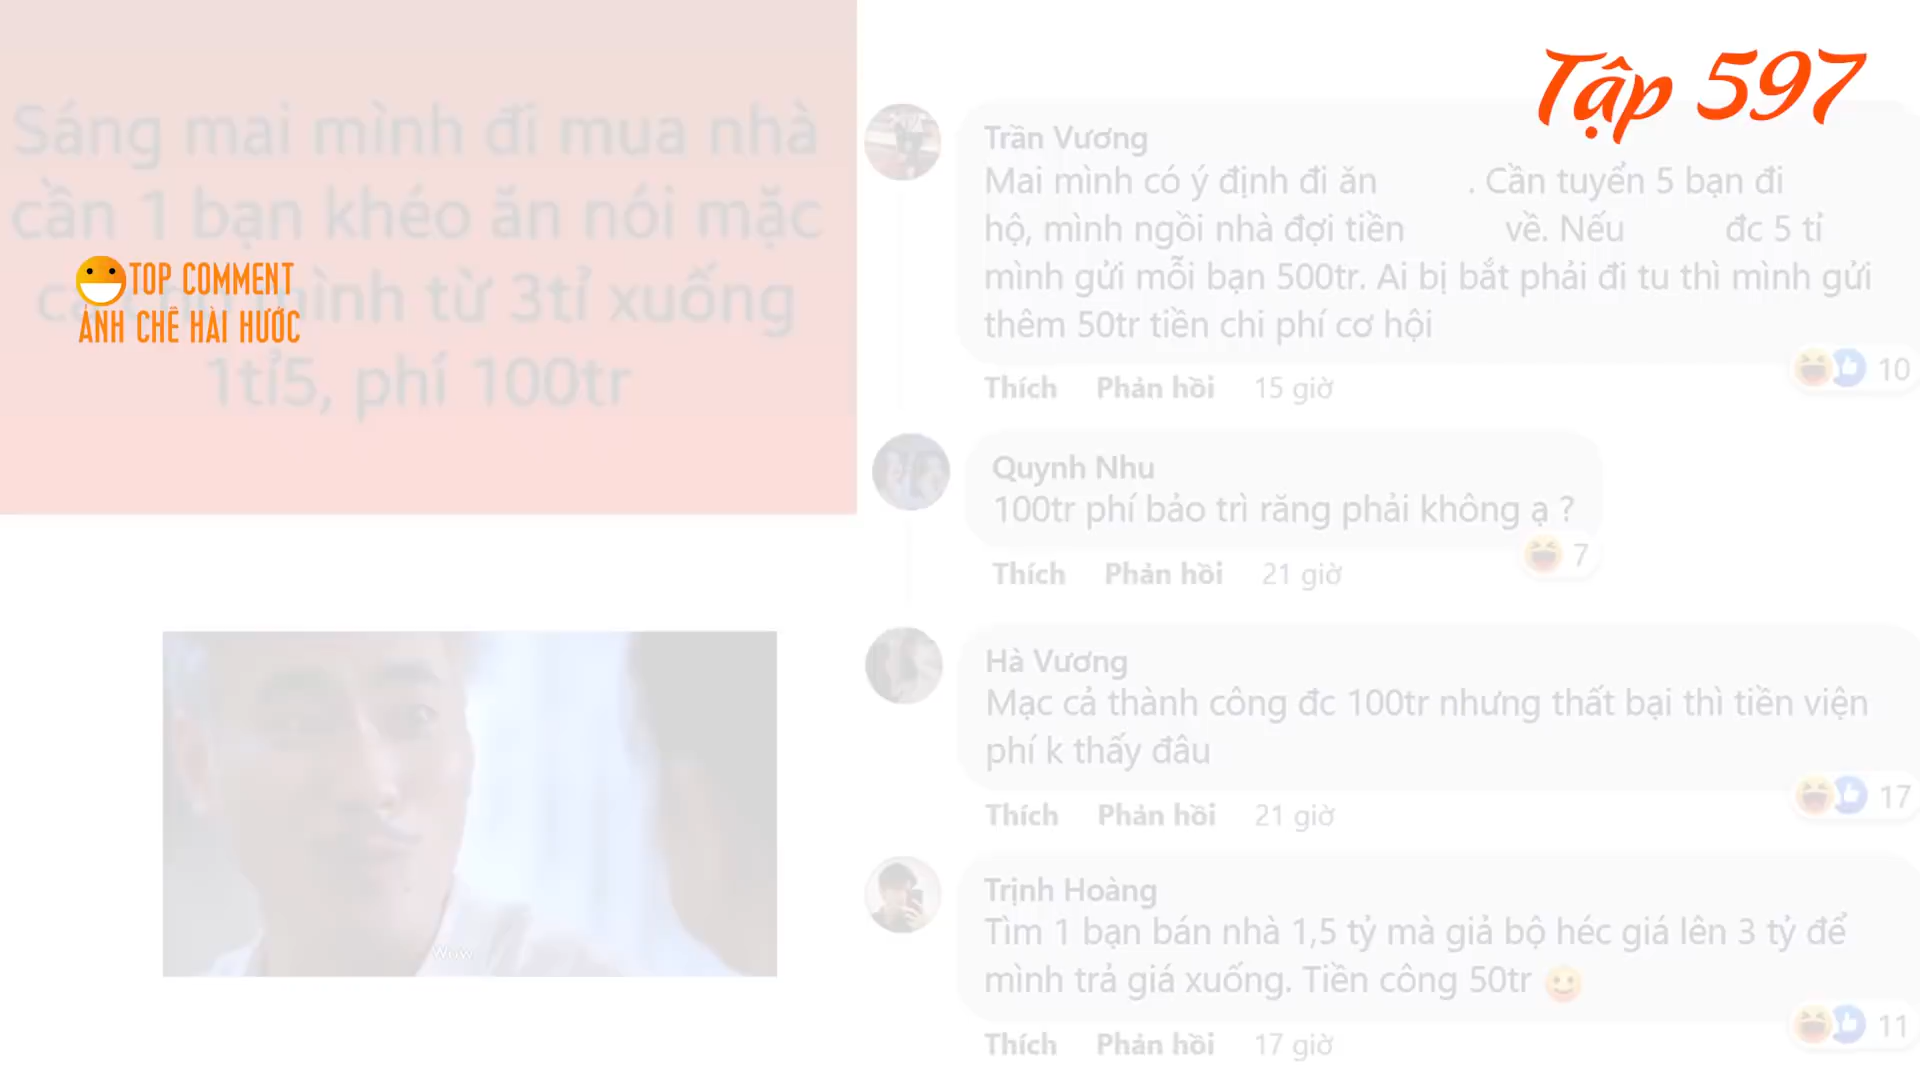 Tập 597
Sáng mai mình đi mua nhà
cần 1 bạn khéo ăn nói mặc
mình từ 3tỉ xuống
1tỉ5, phí 100tr
TOP COMMENT
ẢNH CHẾ HÀI HƯỚC
Wow
Trần Vương
Mai mình có ý định đi ăn . Cần tuyển 5 bạn đi
hộ, mình ngồi nhà đợi tiền về. Nếu đc 5 tỉ
mình gửi mỗi bạn 500tr. Ai bị bắt phải đi tu thì mình gửi
thêm 50tr tiền chi phí cơ hội
10
Thích Phản hồi 15 giờ
Quynh Nhu
100tr phí bảo trì răng phải không ạ ?
7
Thích Phản hồi 21 giờ
Hà Vương
Mạc cả thành công đc 100tr nhưng thất bại thì tiền viện
phí k thấy đâu
17
Thích Phản hồi 21 giờ
Trịnh Hoàng
Tìm 1 bạn bán nhà 1,5 tỷ mà giả bộ héc giá lên 3 tỷ để
mình trả giá xuống. Tiền công 50tr
11
Thích Phản hồi 17 giờ